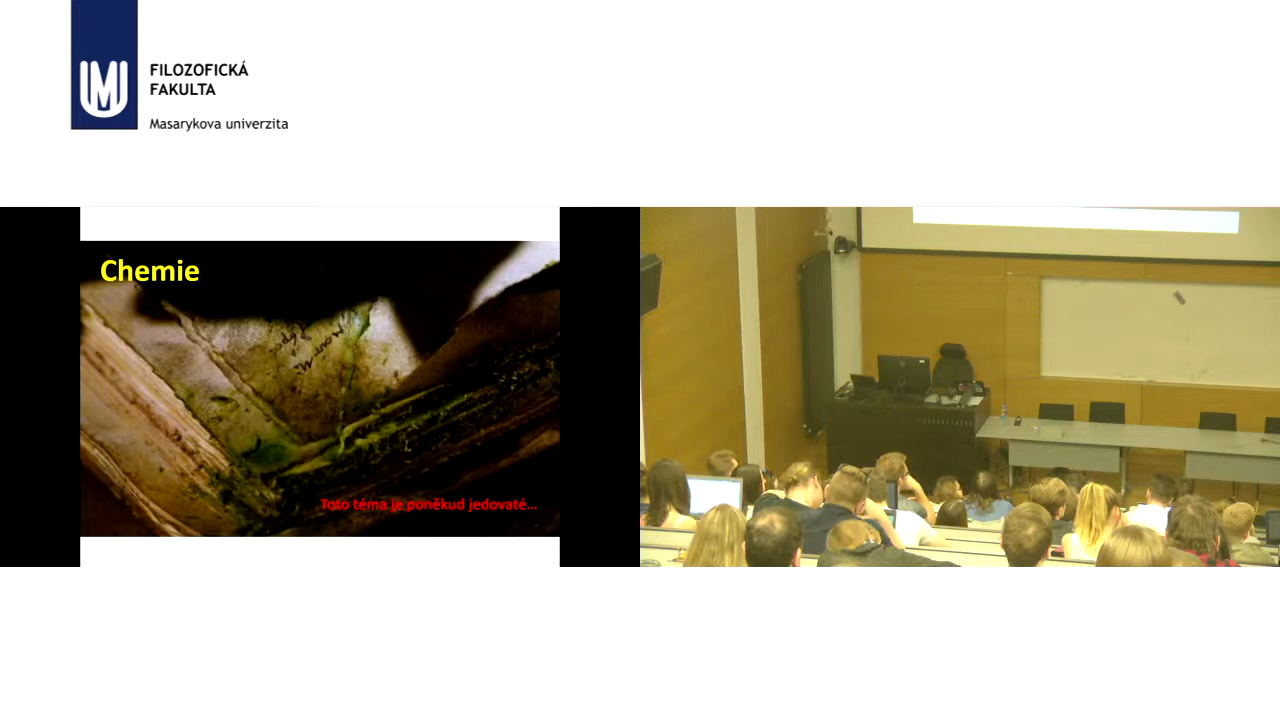 FILOZOFICKÁ
FAKULTA
Masarykova univerzita
Chemie
Toto téma je poněkud jedovaté...